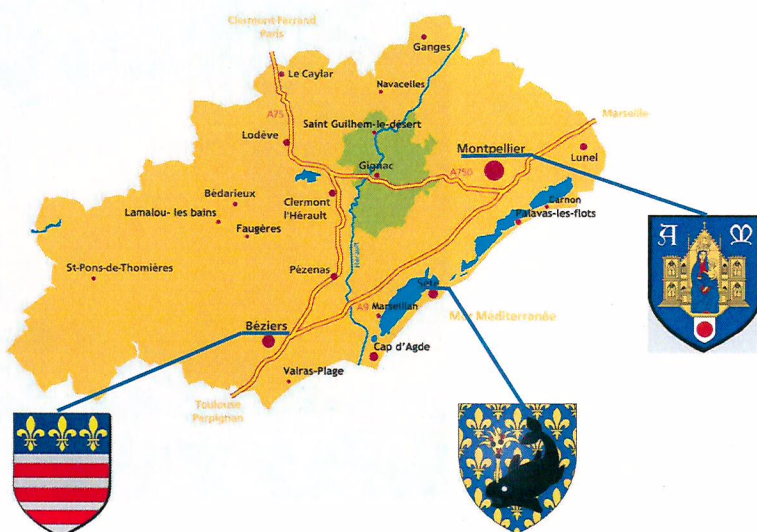 Clermont Ferrand
Paris
Ganges
Le Caylar
Navacelles
A75
Saint Guilhem-le-désert
Marseille
Lodève
Montpellier
Lunel
Gignac
A750
Bédarieux
Clermont
l'Hérault
Carnon
Lamalou- les bains
Palavas-les-flots
Faugères
A M
St-Pons-de-Thomières
Pézenas
Hérault
Sète
A9
Marseillan
Mer Méditerranée
Béziers
Cap d'Agde
Valras-Plage
Toulouse
Perpignan